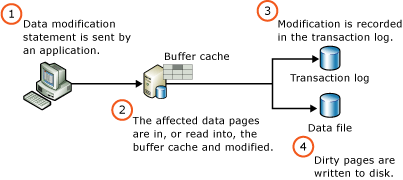 1
Data modification
statement is sent by
an application.
Buffer cache
2
The affected data pages
are in, or read into, the
buffer cache and modified.
3
Modification is recorded
in the transaction log.
Transaction log
Data file
4
Dirty pages are
written to disk.